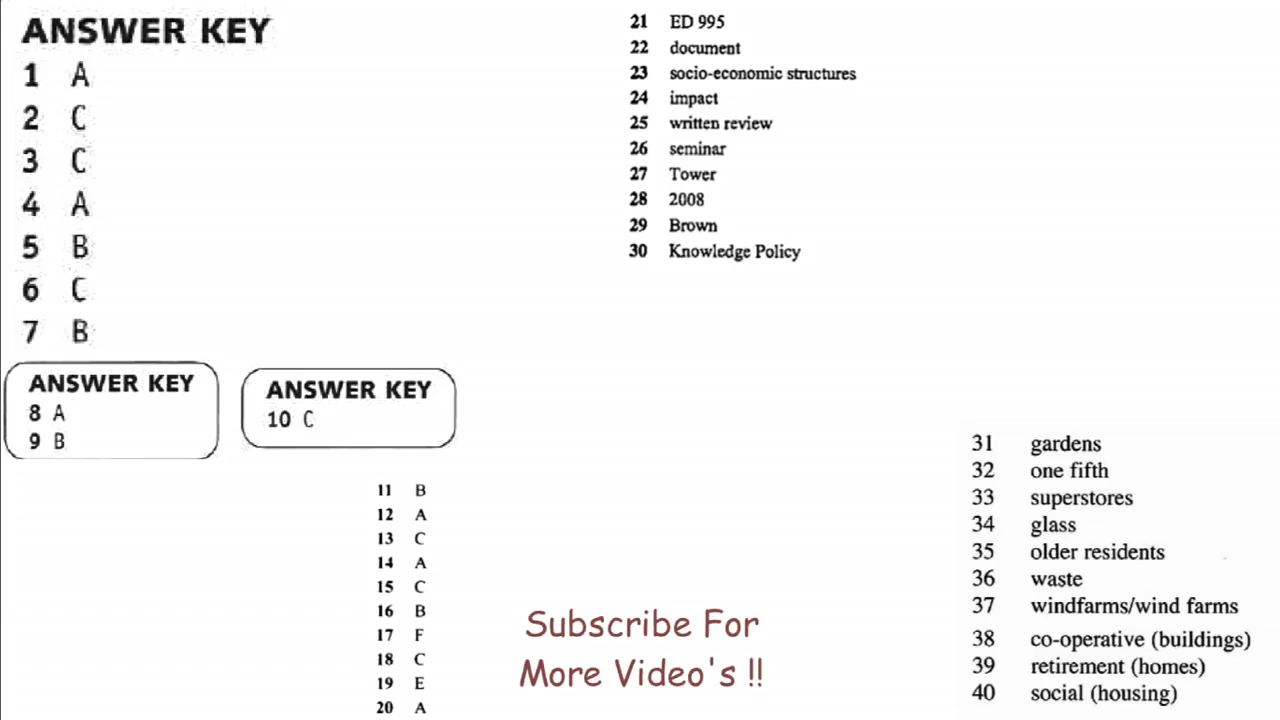 ANSWER KEY
1 A
2 C
3 C
4 A
5 B
6 C
7 B
ANSWER KEY
8 A
9 B
ANSWER KEY
10 C
11 B
12 A
13 C
14 A
15 C
16 B
17 F
18 C
19 E
20 A
21 ED 995
22 document
23 socio-economic structures
24 impact
25 written review
26 seminar
27 Tower
28 2008
29 Brown
30 Knowledge Policy
31 gardens
32 one fifth
33 superstores
34 glass
35 older residents
36 waste
37 windfarms/wind farms
38 co-operative (buildings)
39 retirement (homes)
40 social (housing)
Subscribe For
More Video's !!